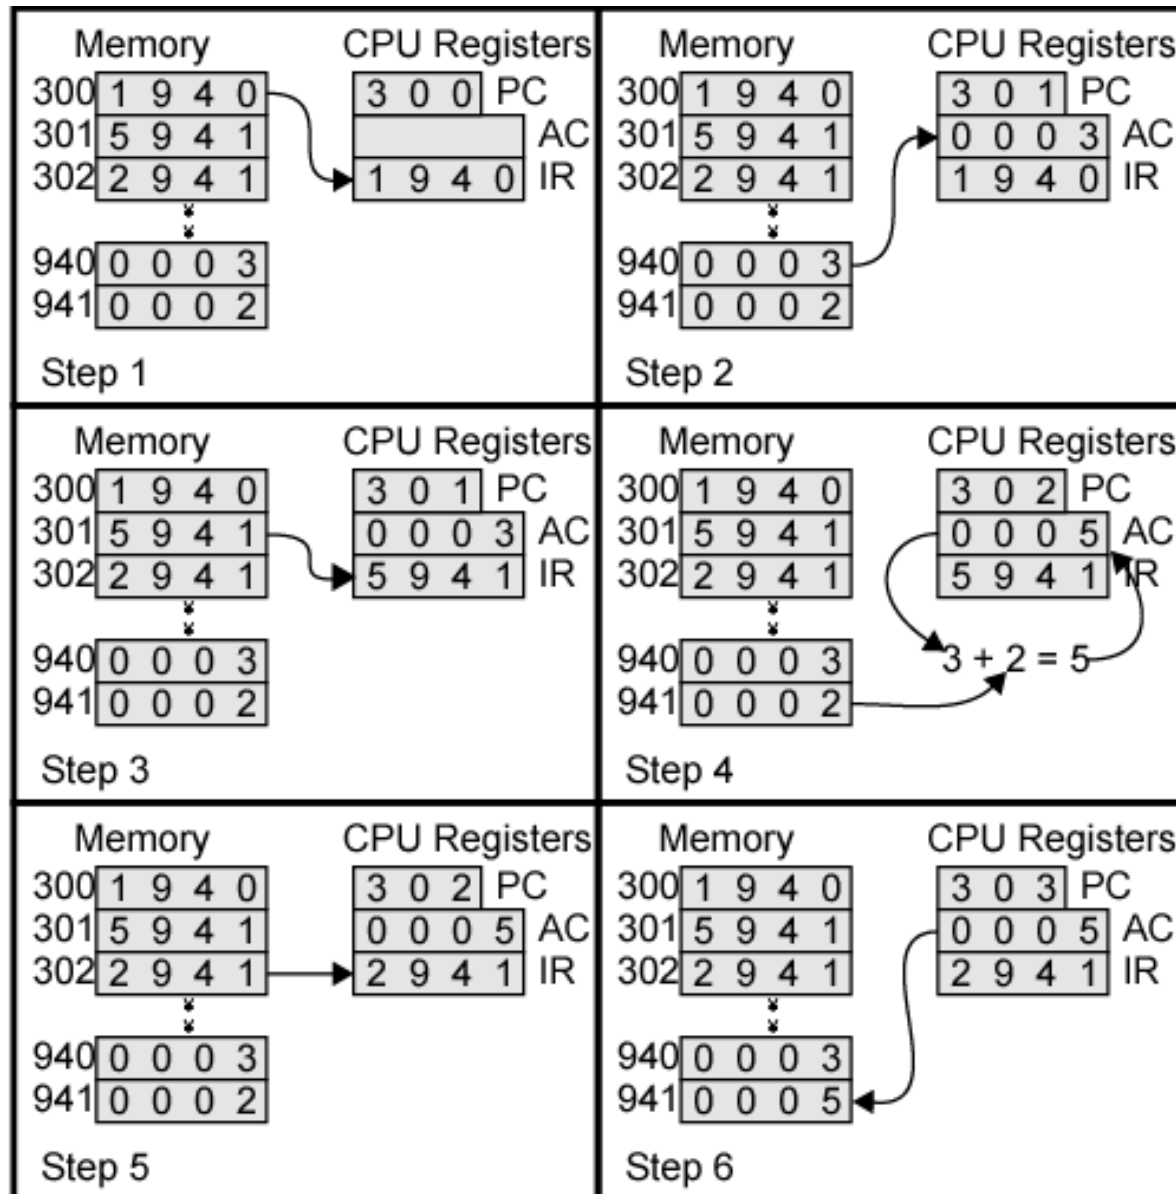 Memory CPU Registers
300 1 9 4 0 3 0 0 PC
301 5 9 4 1 AC
302 2 9 4 1 1 9 4 0 IR
940 0 0 0 3
941 0 0 0 2
Step 1
Memory CPU Registers
300 1 9 4 0 3 0 1 PC
301 5 9 4 1 0 0 0 3 AC
302 2 9 4 1 1 9 4 0 IR
940 0 0 0 3
941 0 0 0 2
Step 2
Memory CPU Registers
300 1 9 4 0 3 0 1 PC
301 5 9 4 1 0 0 0 3 AC
302 2 9 4 1 5 9 4 1 IR
940 0 0 0 3
941 0 0 0 2
Step 3
Memory CPU Registers
300 1 9 4 0 3 0 2 PC
301 5 9 4 1 0 0 0 5 AC
302 2 9 4 1 5 9 4 1 IR
940 0 0 0 3 3 + 2 = 5
941 0 0 0 2
Step 4
Memory CPU Registers
300 1 9 4 0 3 0 2 PC
301 5 9 4 1 0 0 0 5 AC
302 2 9 4 1 2 9 4 1 IR
940 0 0 0 3
941 0 0 0 2
Step 5
Memory CPU Registers
300 1 9 4 0 3 0 3 PC
301 5 9 4 1 0 0 0 5 AC
302 2 9 4 1 2 9 4 1 IR
940 0 0 0 3
941 0 0 0 5
Step 6